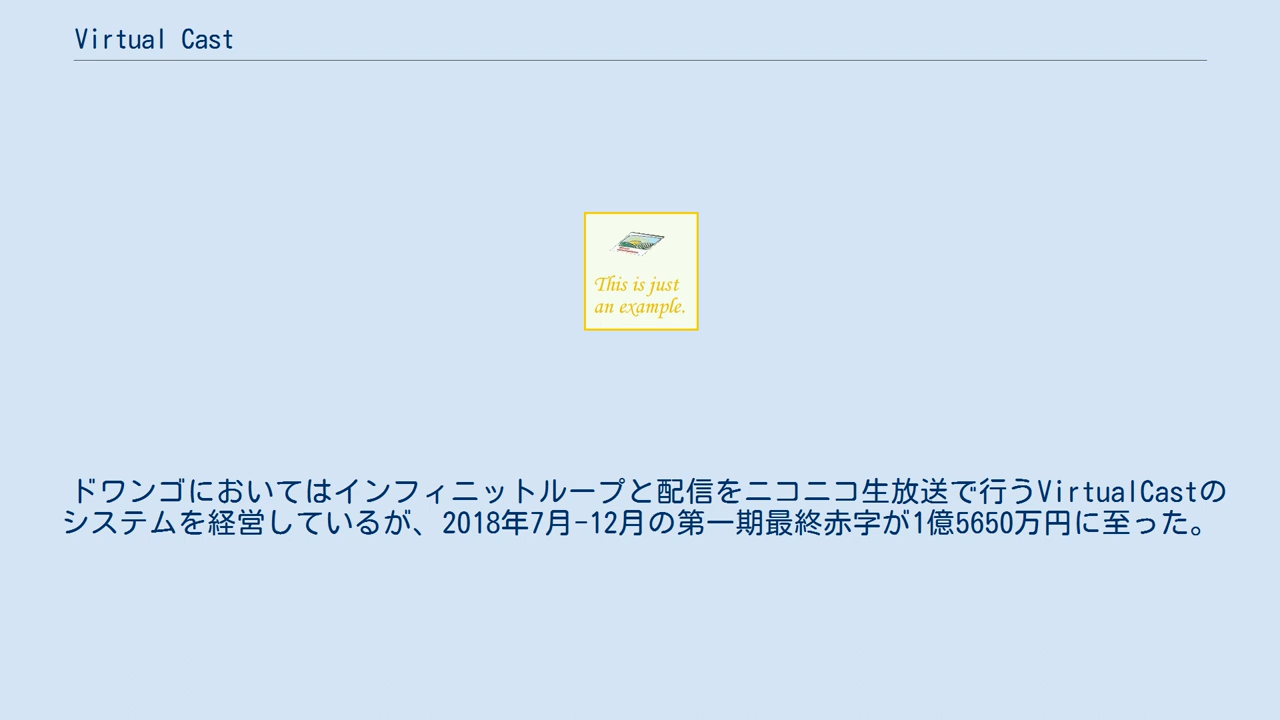 Virtual Cast
This is just
an example.
ドワンゴにおいてはインフィニットループと配信をニコニコ生放送で行うVirtualCastの
システムを経営しているが、2018年7月-12月の第一期最終赤字が1億5650万円に至った。